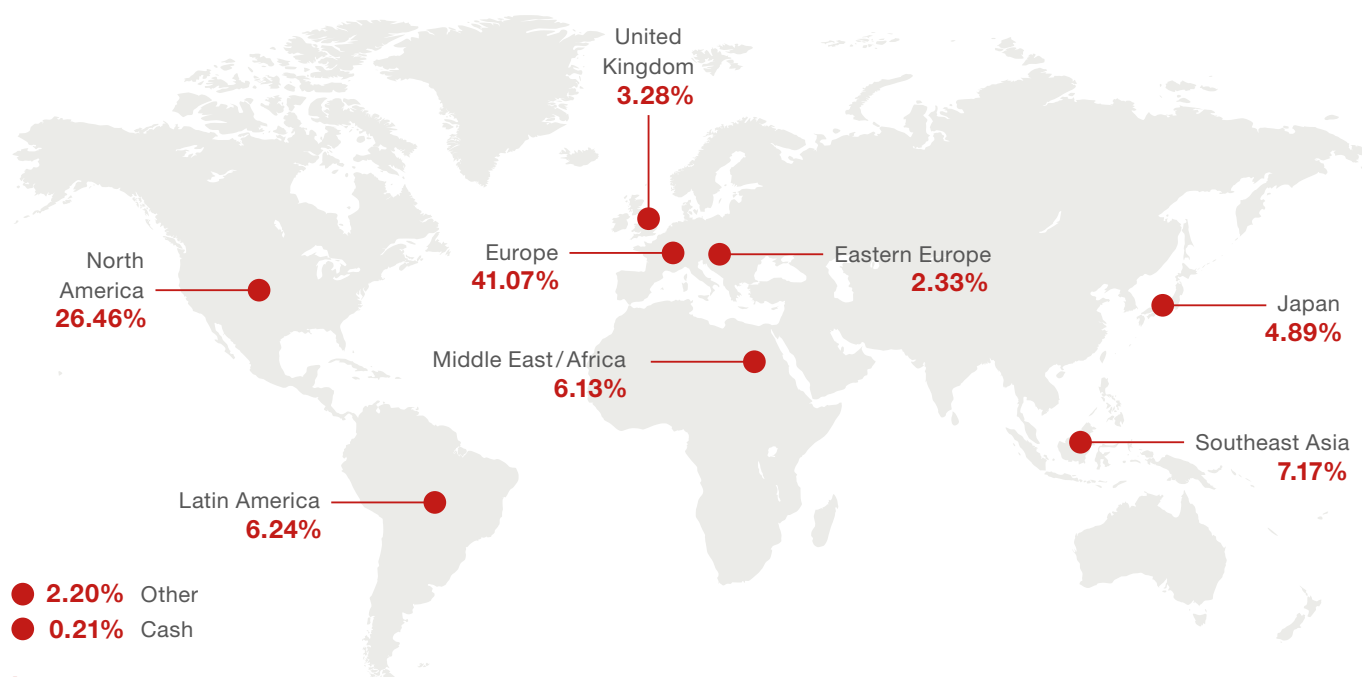 United
Kingdom
3.28%
North
America
26.46%
Europe
41.07%
Eastern Europe
2.33%
Japan
4.89%
Middle East/Africa
6.13%
Southeast Asia
7.17%
Latin America
6.24%
2.20% Other
0.21% Cash